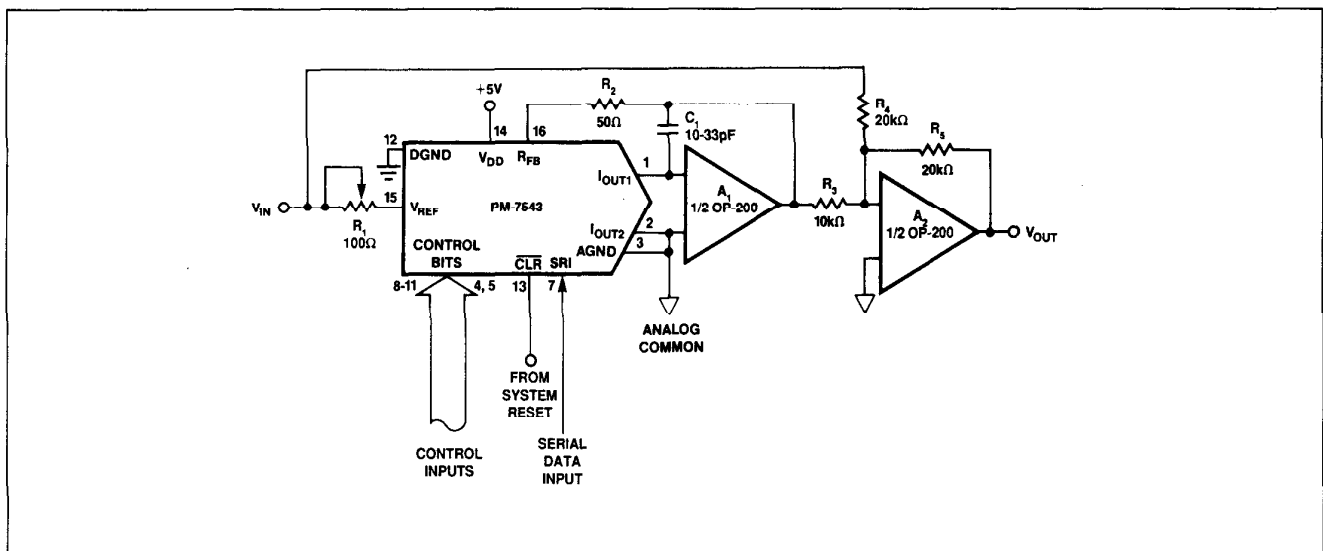 +5V
R2
50Ω
C1
10-33pF
R4
20kΩ
R5
20kΩ
12
14
16
DGND
VDD
RFB
1
IOUT1
A1
1/2 OP-200
R3
10kΩ
A2
1/2 OP-200
VOUT
VIN
15
VREF
PM-7543
R1
100Ω
2
IOUT2
3
AGND
CONTROL
BITS
CLR
SRI
8-11
4, 5
13
7
ANALOG
COMMON
FROM
SYSTEM
RESET
CONTROL
INPUTS
SERIAL
DATA
INPUT